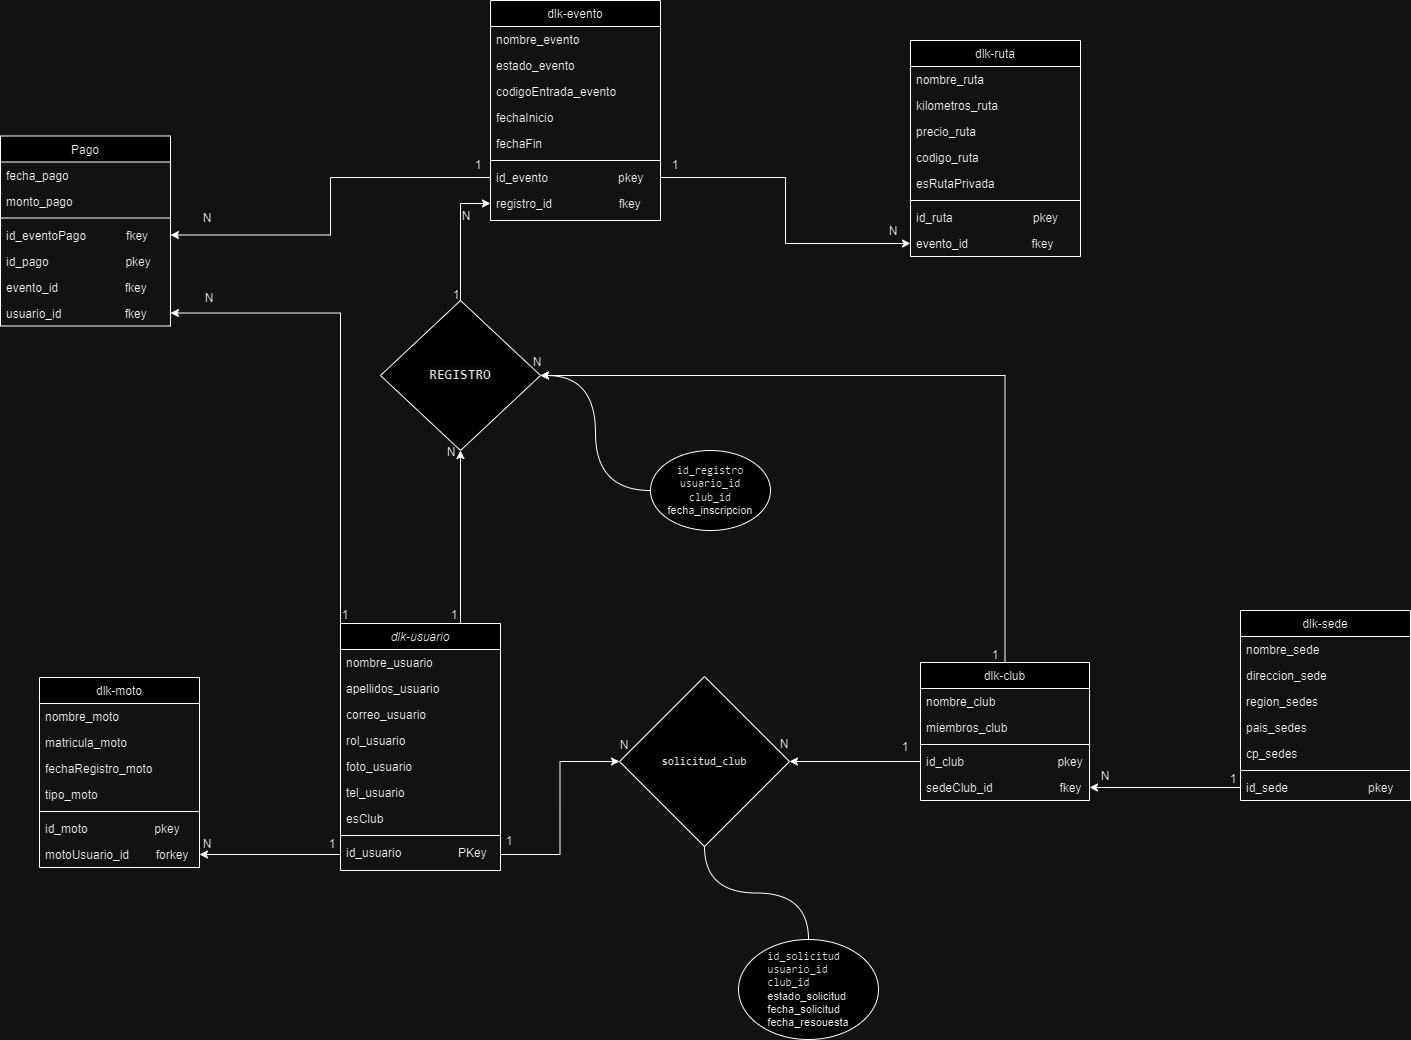 dlk-evento
nombre_evento
estado_evento
codigoEntrada_evento
fechaInicio
fechaFin
id_evento pkey
registro_id fkey
dlk-ruta
nombre_ruta
kilometros_ruta
precio_ruta
codigo_ruta
esRutaPrivada
id_ruta pkey
evento_id fkey
Pago
fecha_pago
monto_pago
id_eventoPago fkey
id_pago pkey
evento_id fkey
usuario_id fkey
1
1
N
N
N
N
1
REGISTRO
N
N
id_registro
usuario_id
club_id
fecha_inscripcion
1
1
dlk-usuario
nombre_usuario
apellidos_usuario
correo_usuario
rol_usuario
foto_usuario
tel_usuario
esClub
id_usuario PKey
dlk-moto
nombre_moto
matricula_moto
fechaRegistro_moto
tipo_moto
id_moto pkey
motoUsuario_id forkey
N
1
1
N
solicitud_club
N
1
1
dlk-club
nombre_club
miembros_club
id_club pkey
sedeClub_id fkey
N
1
dlk-sede
nombre_sede
direccion_sede
region_sedes
pais_sedes
cp_sedes
id_sede pkey
id_solicitud
usuario_id
club_id
estado_solicitud
fecha_solicitud
fecha_resouesta